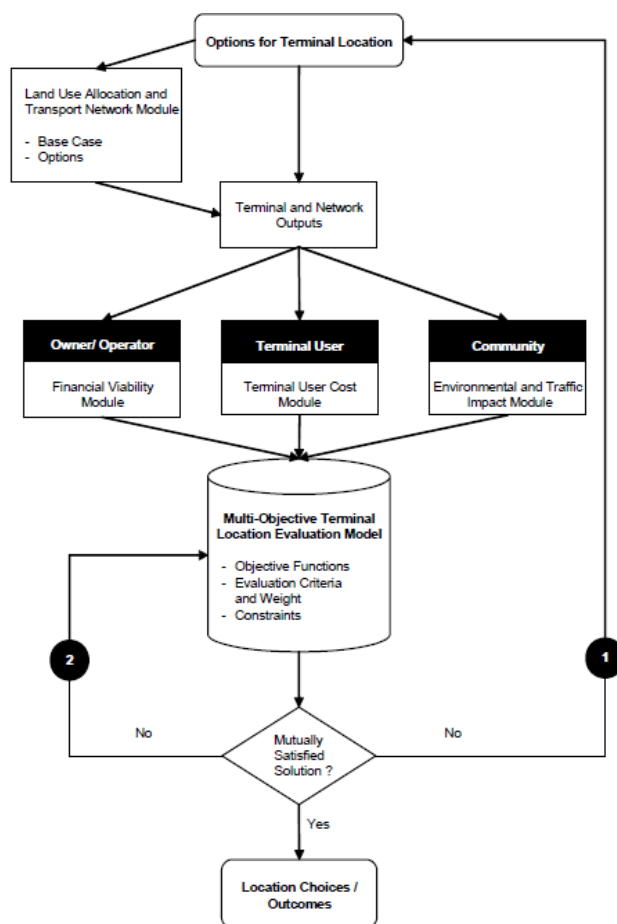 Options for Terminal Location
Land Use Allocation and
Transport Network Module
- Base Case
- Options
Terminal and Network
Outputs
Owner/ Operator
Financial Viability
Module
Terminal User
Terminal User Cost
Module
Community
Environmental and Traffic
Impact Module
Multi-Objective Terminal
Location Evaluation Model
- Objective Functions
- Evaluation Criteria
and Weight
- Constraints
2
1
No
Mutually
Satisfied
Solution ?
No
Yes
Location Choices /
Outcomes